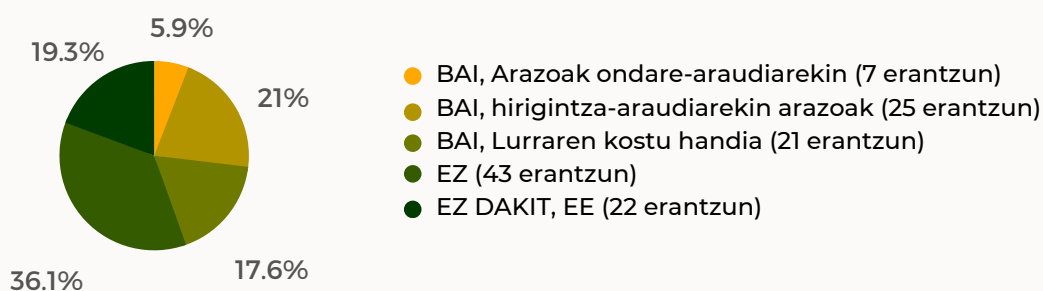 5.9%
19.3%
21%
17.6%
36.1%
BAI, Arazoak ondare-araudiarekin (7 erantzun)
BAI, hirigintza-araudiarekin arazoak (25 erantzun)
BAI, Lurraren kostu handia (21 erantzun)
EZ (43 erantzun)
EZ DAKIT, EE (22 erantzun)